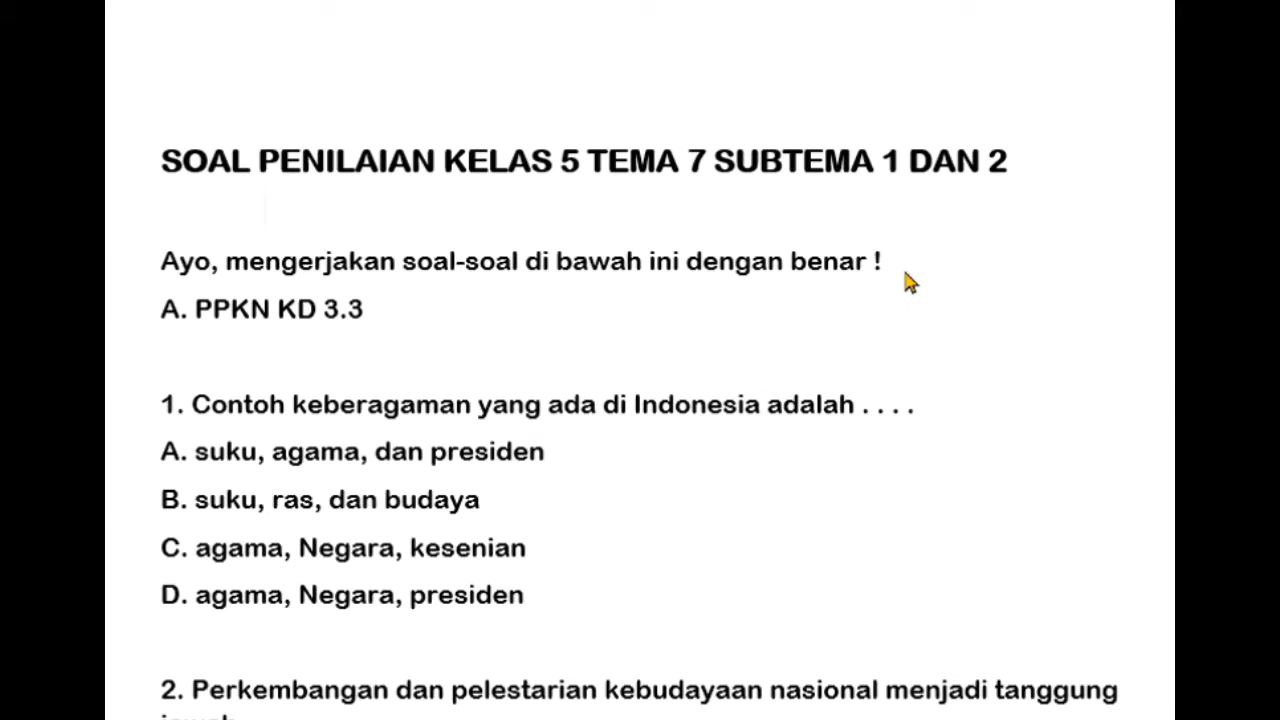 SOAL PENILAIAN KELAS 5 TEMA 7 SUBTEMA 1 DAN 2
Ayo, mengerjakan soal-soal di bawah ini dengan benar !
A. PPKN KD 3.3
1. Contoh keberagaman yang ada di Indonesia adalah . . . .
A. suku, agama, dan presiden
B. suku, ras, dan budaya
C. agama, Negara, kesenian
D. agama, Negara, presiden
2. Perkembangan dan pelestarian kebudayaan nasional menjadi tanggung